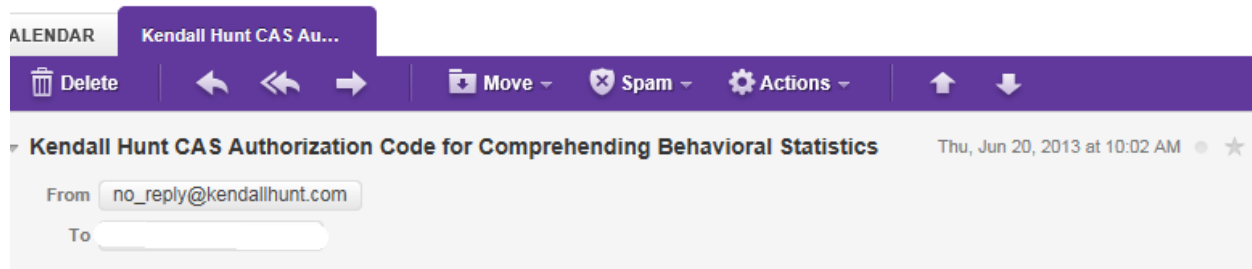 ALENDAR Kendall Hunt CAS Au...
Delete Move Spam Actions
Kendall Hunt CAS Authorization Code for Comprehending Behavioral Statistics Thu, Jun 20, 2013 at 10:02 AM
From no_reply@kendallhunt.com
To